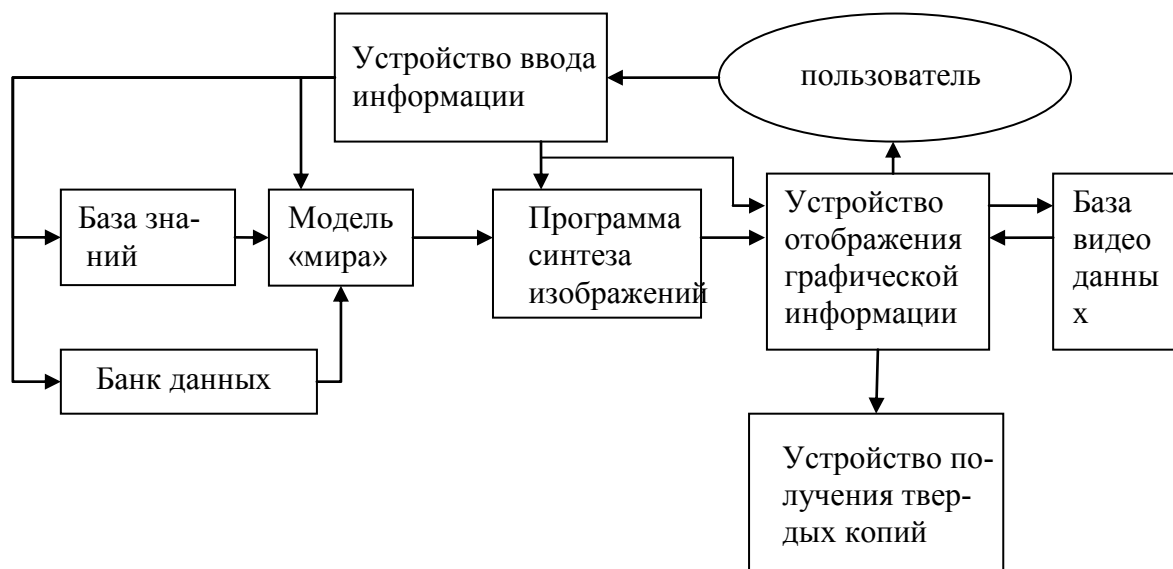 Устройство ввода
информации
пользователь
База зна-
ний
Модель
«мира»
Программа
синтеза
изображений
Устройство
отображения
графической
информации
База
видео
данны
х
Банк данных
Устройство по-
лучения твер-
дых копий